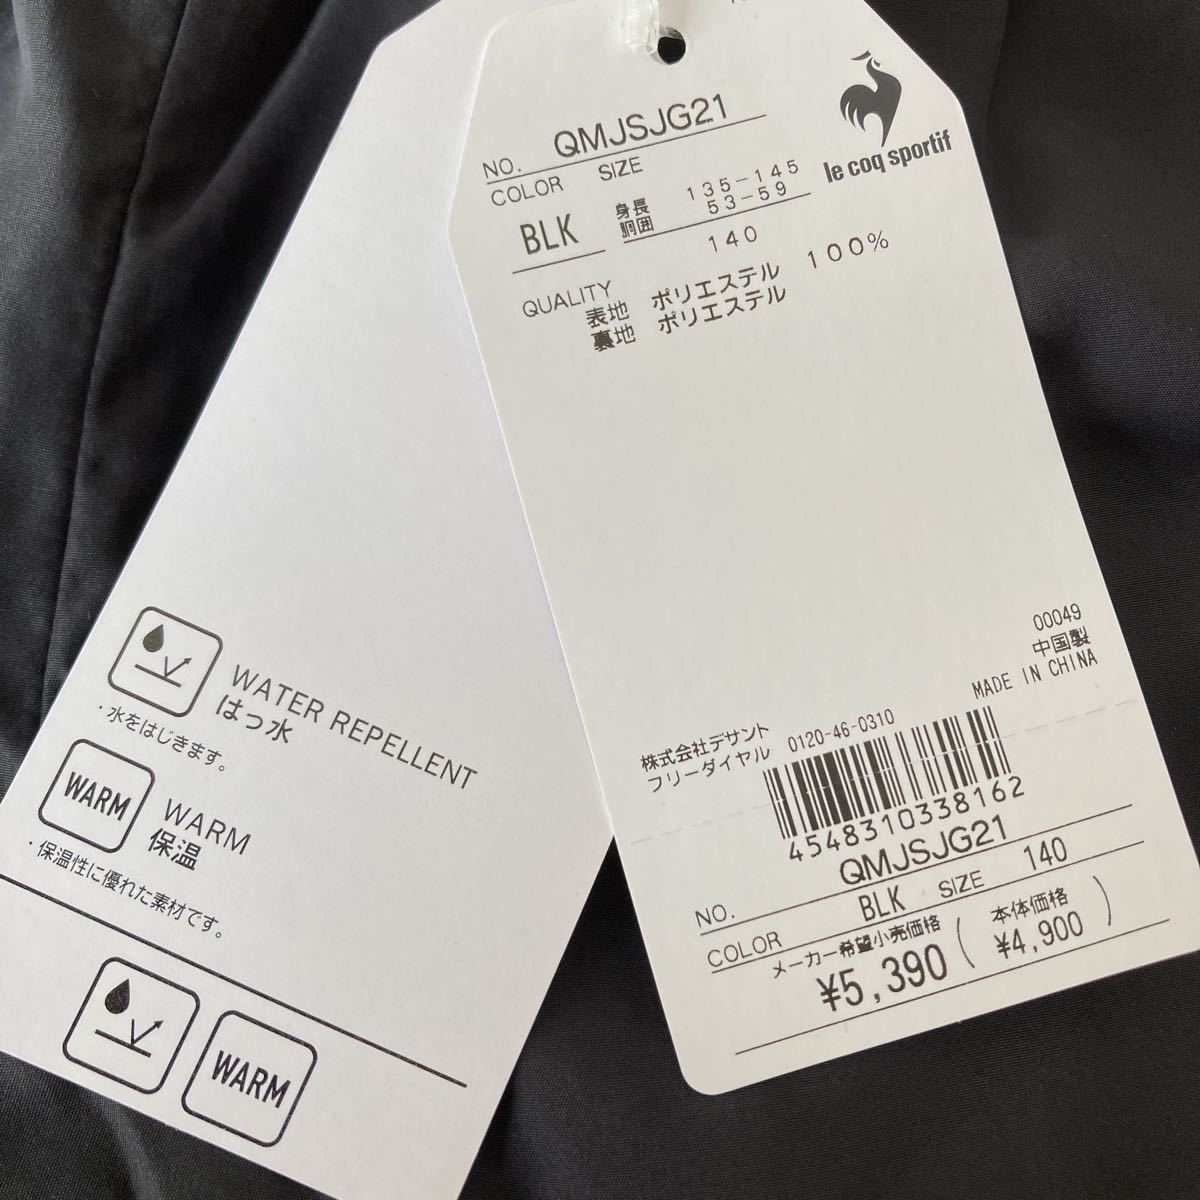 le coq sportif
NO. QMJSJG21
COLOR SIZE
BLK 身長 135-145
胴囲 53-59
140
QUALITY
表地 ポリエステル 100%
裏地 ポリエステル
00049
中国製
MADE IN CHINA
株式会社デサント
フリーダイヤル 0120-46-0310
4548310338162
NO. QMJSJG21
COLOR BLK SIZE 140
メーカー希望小売価格 (本体価格
¥5,390 ¥4,900)
WATER REPELLENT
はっ水
・水をはじきます。
WARM WARM
保温
・保温性に優れた素材です。
WARM